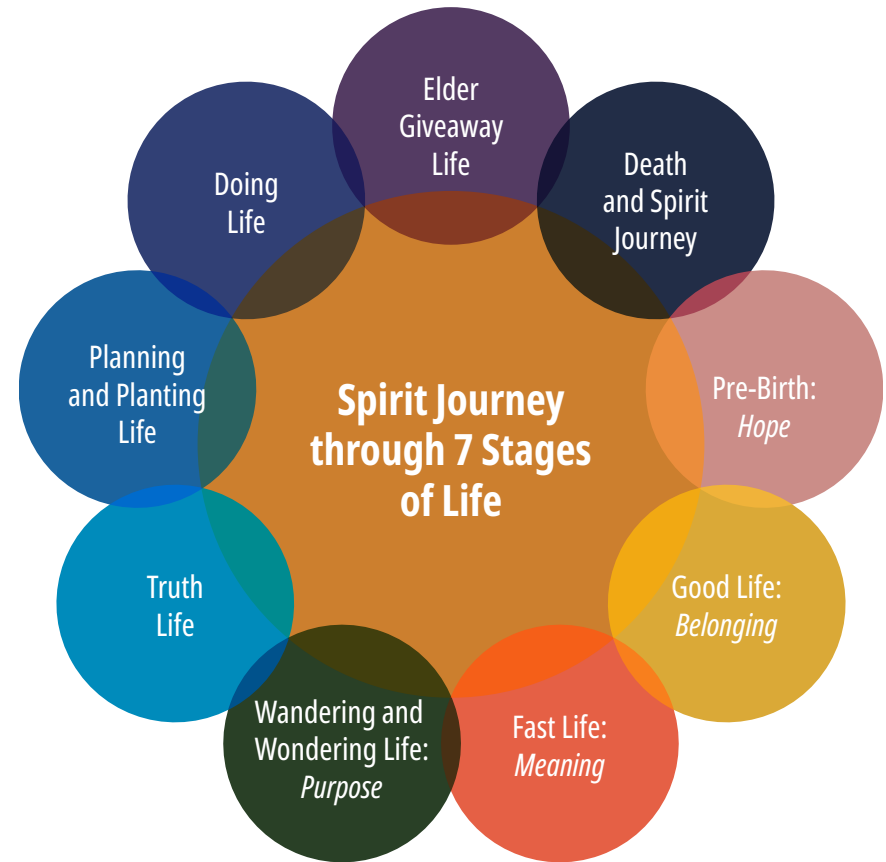 Elder
Giveaway
Life
Death
and Spirit
Journey
Pre-Birth:
Hope
Good Life:
Belonging
Fast Life:
Meaning
Wandering and
Wondering Life:
Purpose
Truth
Life
Planning
and Planting
Life
Doing
Life
Spirit Journey
through 7 Stages
of Life